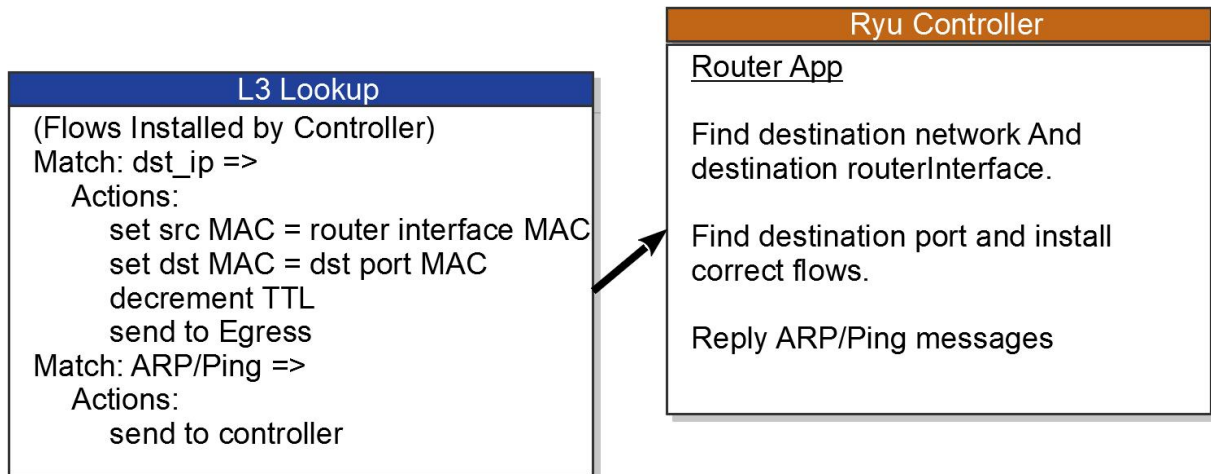 L3 Lookup
(Flows Installed by Controller)
Match: dst_ip =>
Actions:
set src MAC = router interface MAC
set dst MAC = dst port MAC
decrement TTL
send to Egress
Match: ARP/Ping =>
Actions:
send to controller
Ryu Controller
Router App
Find destination network And
destination routerInterface.
Find destination port and install
correct flows.
Reply ARP/Ping messages